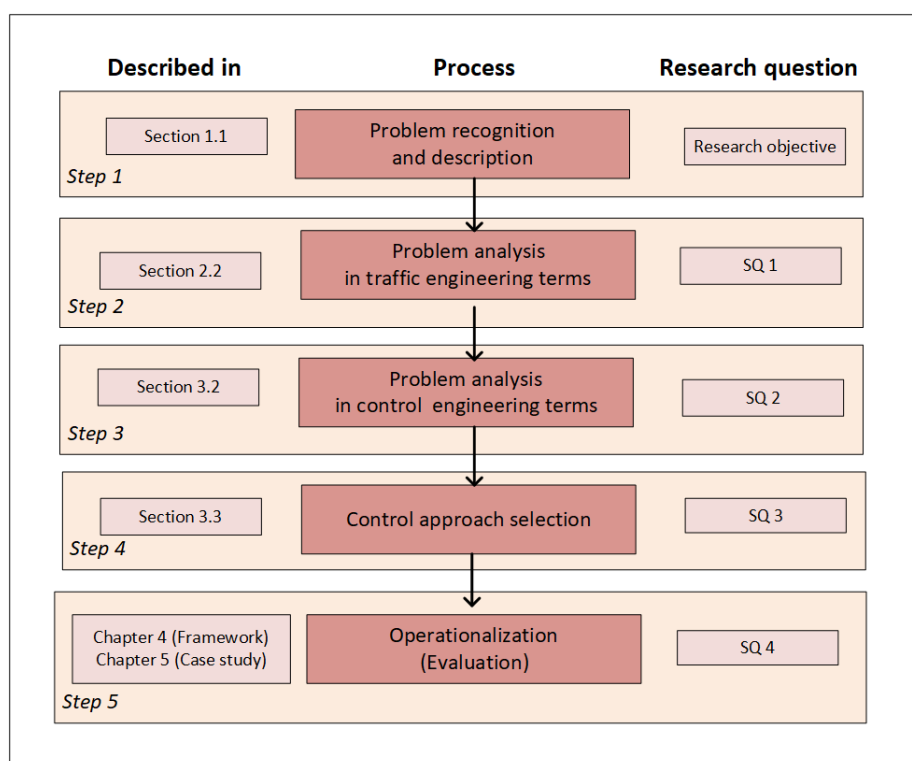 Described in
Process
Research question
Section 1.1
Problem recognition
and description
Research objective
Step 1
Section 2.2
Problem analysis
in traffic engineering terms
SQ 1
Step 2
Section 3.2
Problem analysis
in control engineering terms
SQ 2
Step 3
Section 3.3
Control approach selection
SQ 3
Step 4
Chapter 4 (Framework)
Chapter 5 (Case study)
Operationalization
(Evaluation)
SQ 4
Step 5